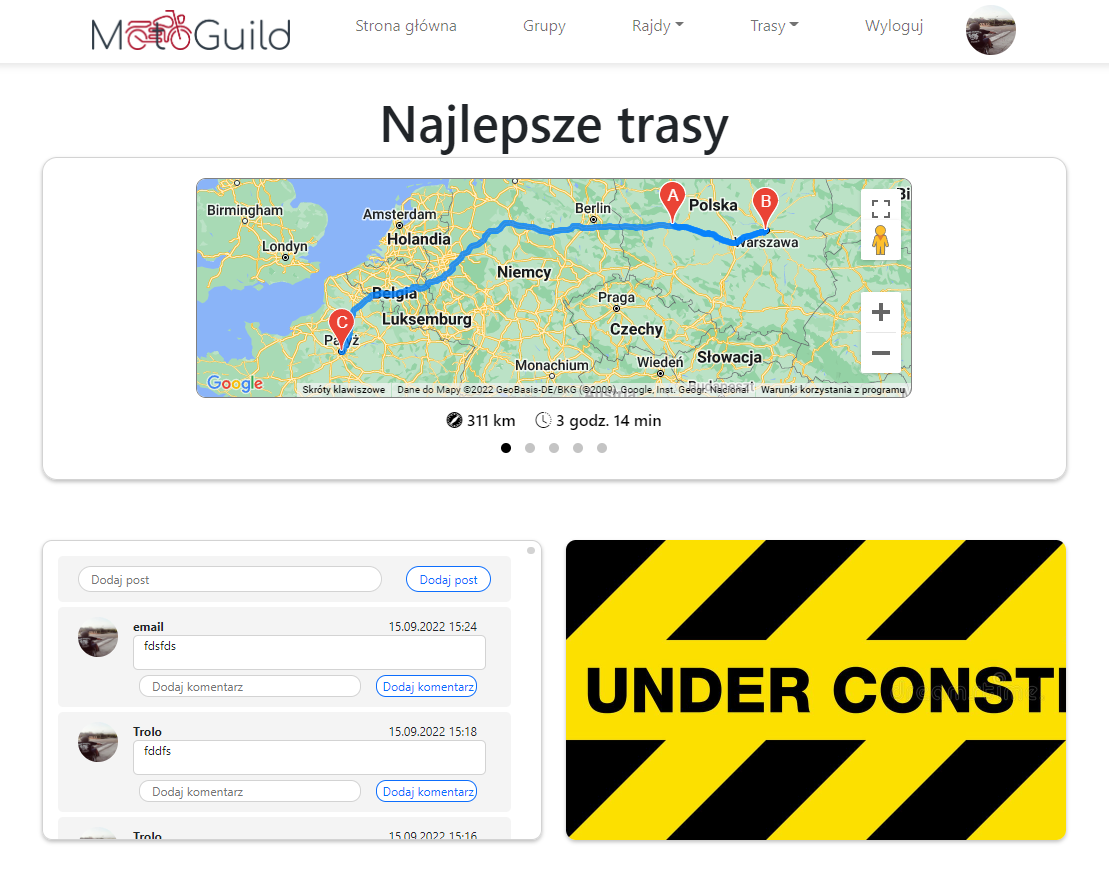 MotoGuild
Strona główna
Grupy
Rajdy
Trasy
Wyloguj
Najlepsze trasy
Birmingham
Londyn
Amsterdam
Holandia
Berlin
A
Polska
B
Warszawa
Niemcy
Belgia
Praga
Luksemburg
C
Czechy
Monachium
Wiedeń
Słowacja
Google
Skróty klawiszowe
Dane do Mapy ©2022 GeoBasis-DE/BKG (©2009), Google, Inst. Geogr. Nacional
Warunki korzystania z programu
311 km
3 godz. 14 min
Dodaj post
Dodaj post
email
15.09.2022 15:24
fdsfds
Dodaj komentarz
Dodaj komentarz
Trolo
15.09.2022 15:18
fddfs
Dodaj komentarz
Dodaj komentarz
Trolo
15.09.2022 15:16
UNDER CONST